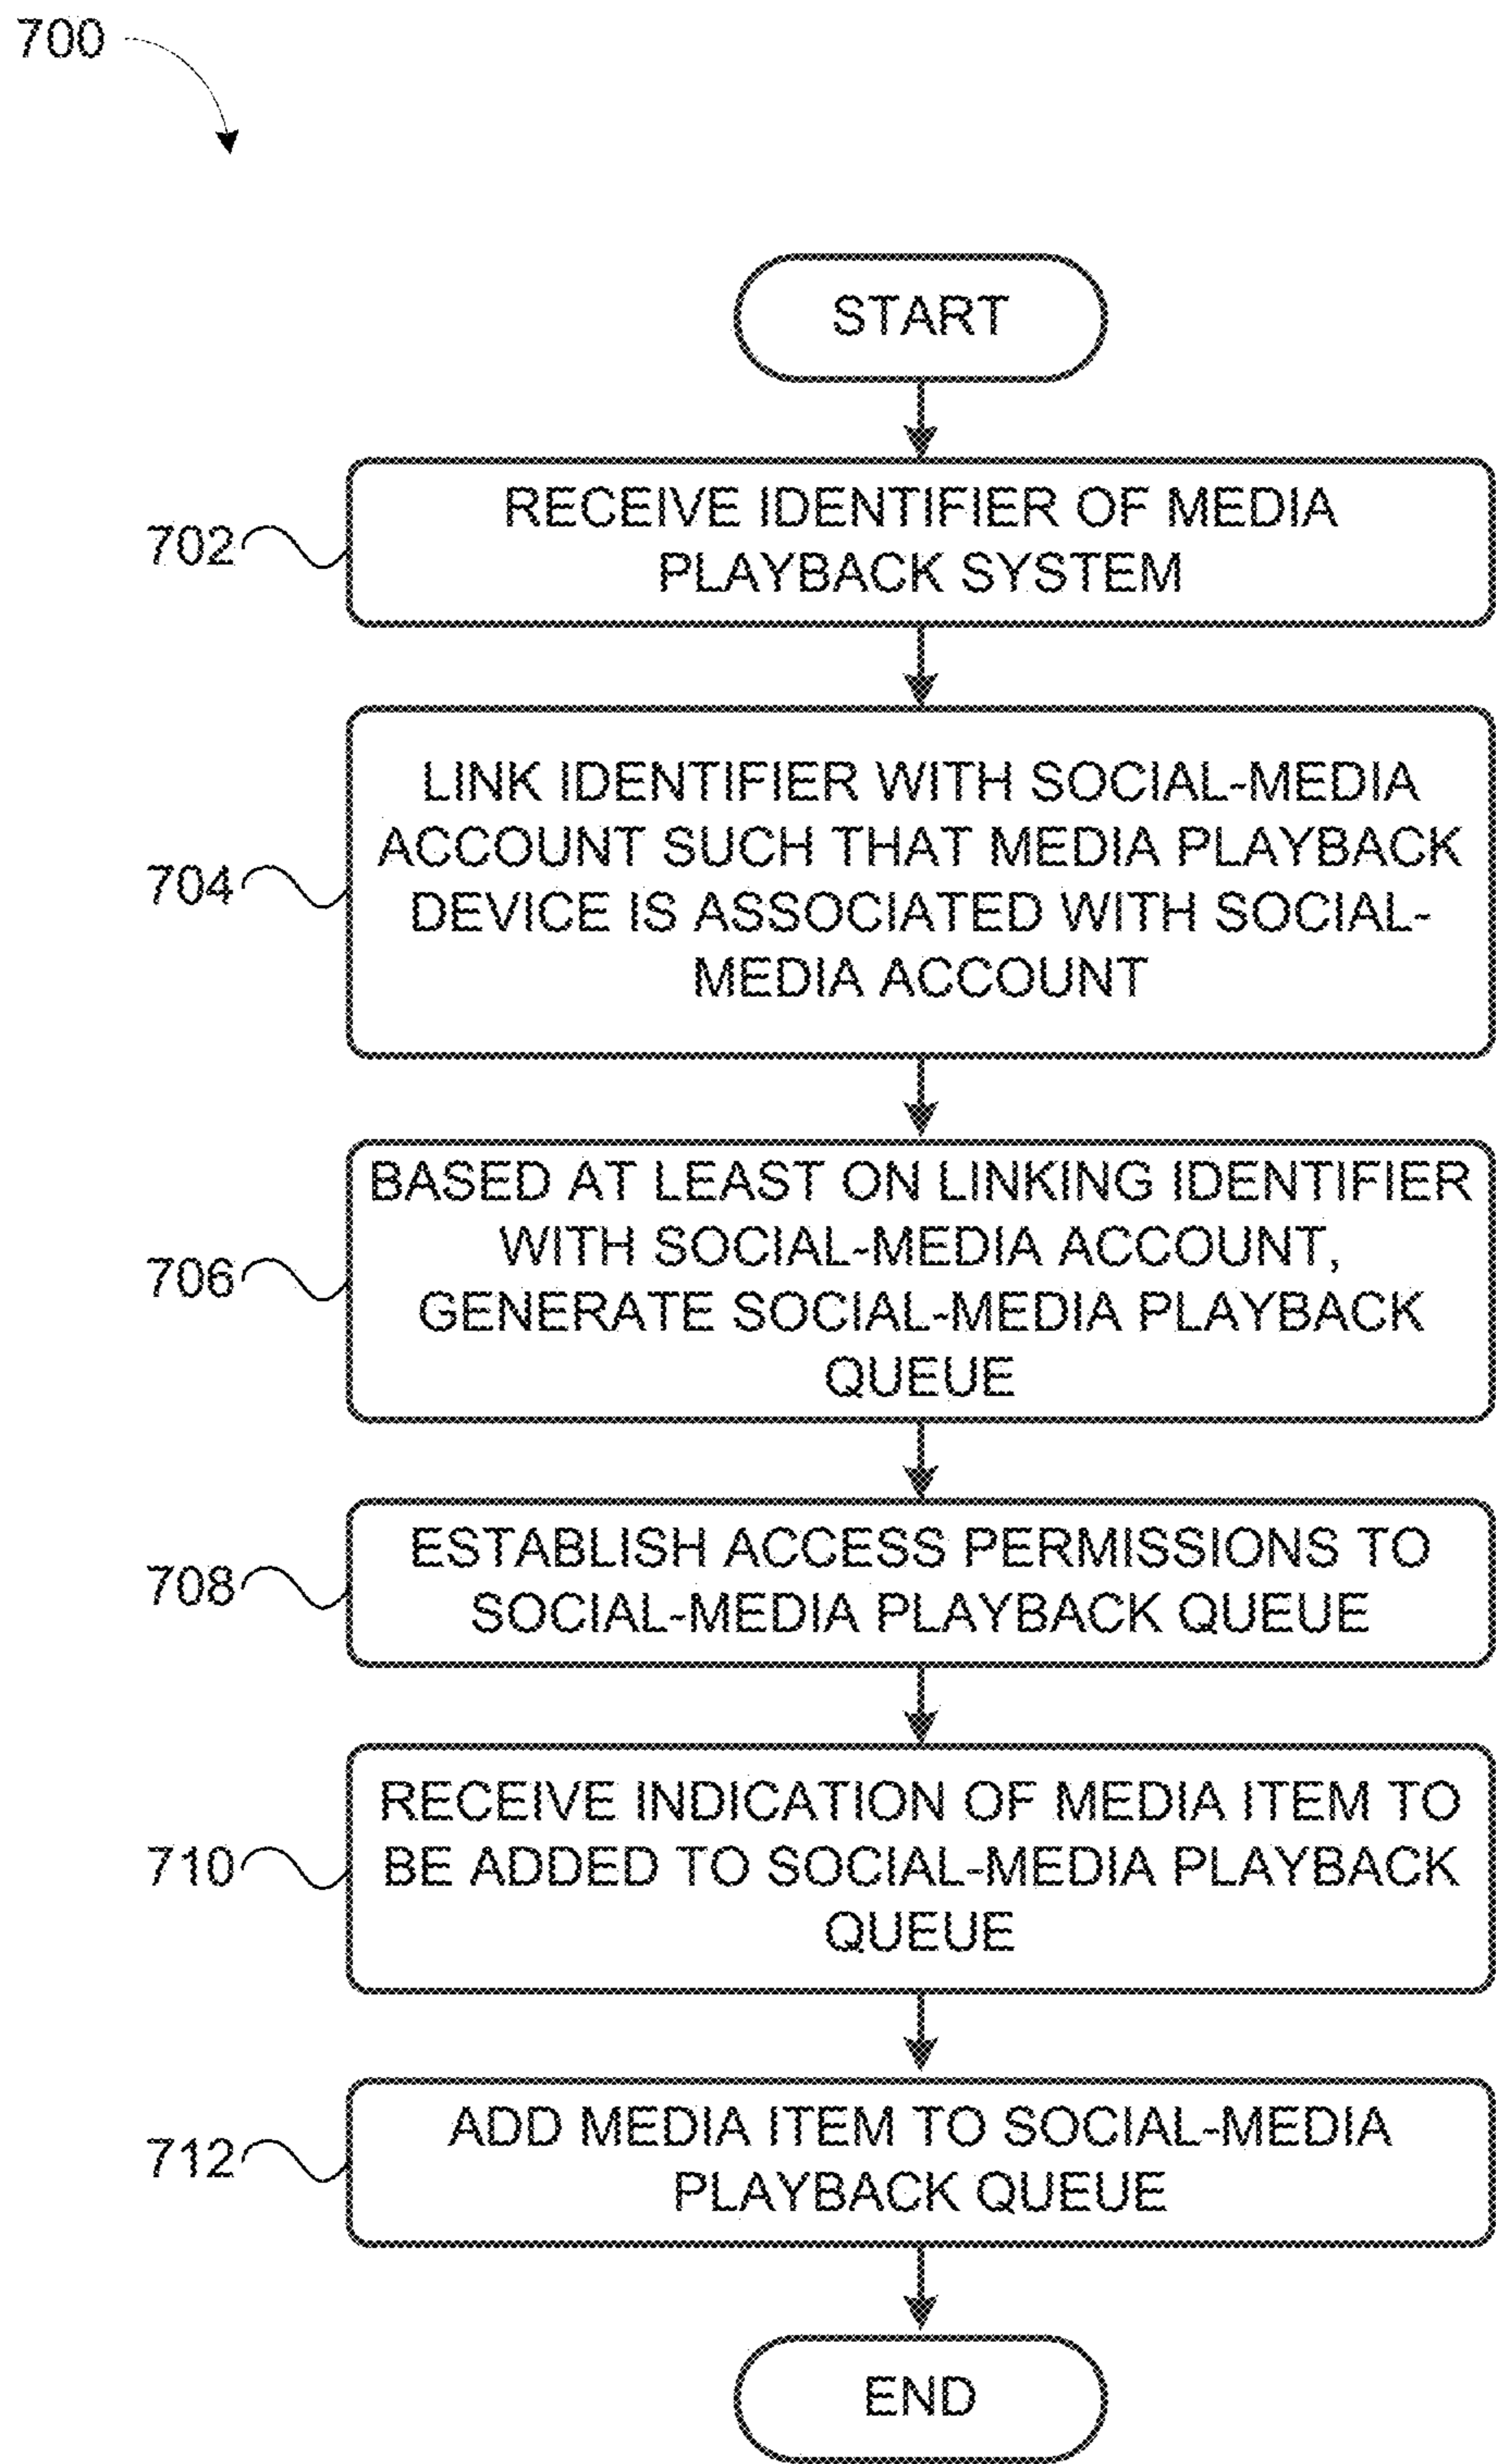 700
START
702
RECEIVE IDENTIFIER OF MEDIA
PLAYBACK SYSTEM
704
LINK IDENTIFIER WITH SOCIAL-MEDIA
ACCOUNT SUCH THAT MEDIA PLAYBACK
DEVICE IS ASSOCIATED WITH SOCIAL-
MEDIA ACCOUNT
706
BASED AT LEAST ON LINKING IDENTIFIER
WITH SOCIAL-MEDIA ACCOUNT,
GENERATE SOCIAL-MEDIA PLAYBACK
QUEUE
708
ESTABLISH ACCESS PERMISSIONS TO
SOCIAL-MEDIA PLAYBACK QUEUE
710
RECEIVE INDICATION OF MEDIA ITEM TO
BE ADDED TO SOCIAL-MEDIA PLAYBACK
QUEUE
712
ADD MEDIA ITEM TO SOCIAL-MEDIA
PLAYBACK QUEUE
END